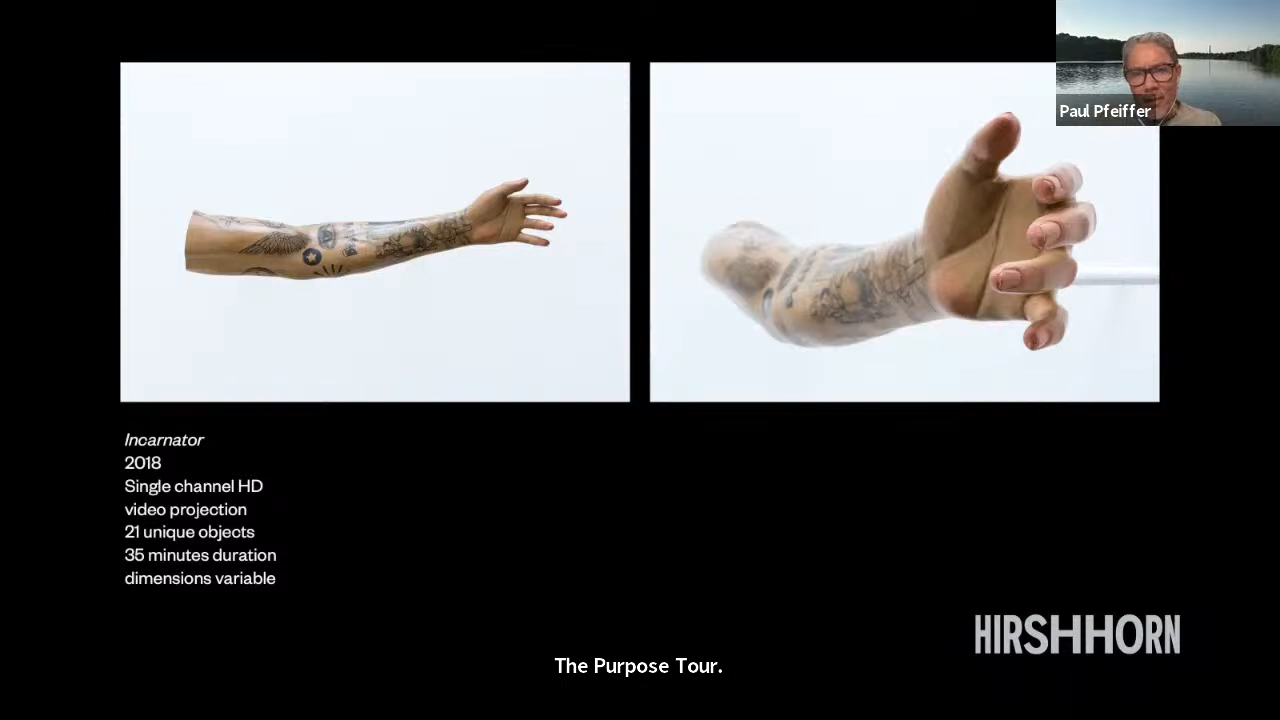 Paul Pfeiffer
Incarnator
2018
Single channel HD
video projection
21 unique objects
35 minutes duration
dimensions variable
HIRSHHORN
The Purpose Tour.